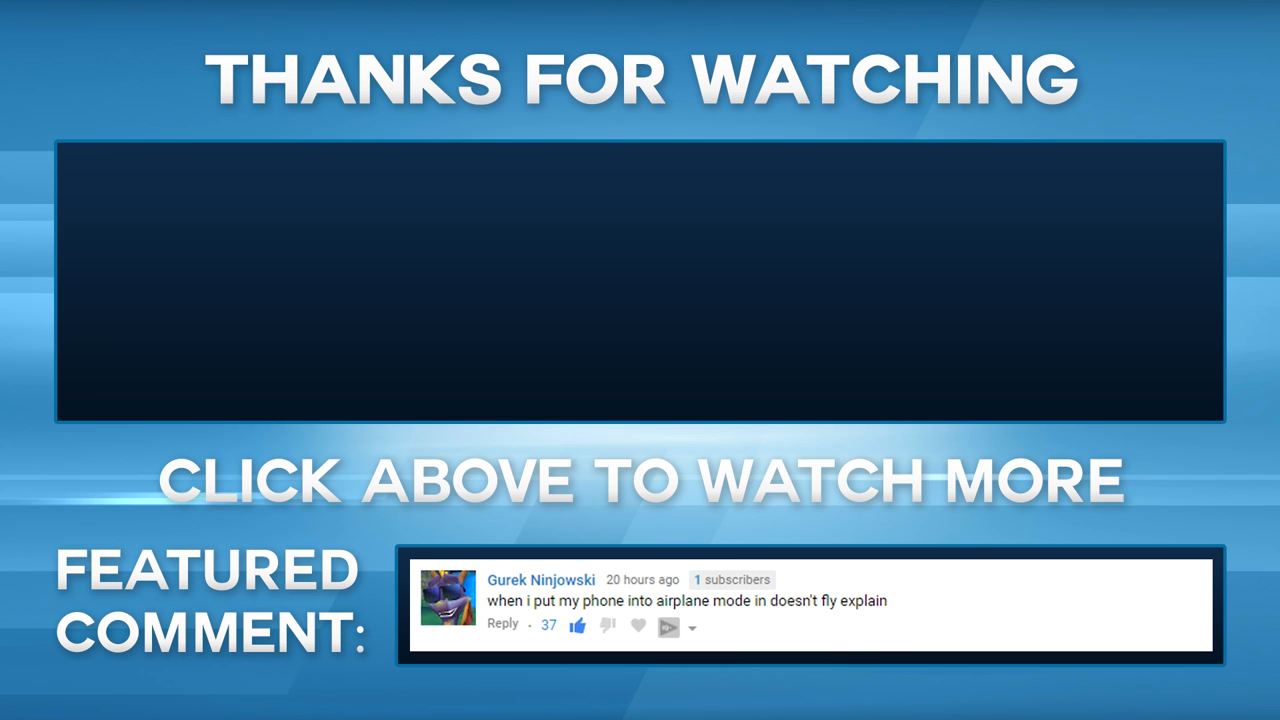 THANKS FOR WATCHING
CLICK ABOVE TO WATCH MORE
FEATURED
COMMENT:
Gurek Ninjowski 20 hours ago 1 subscribers
when i put my phone into airplane mode in doesn't fly explain
Reply · 37